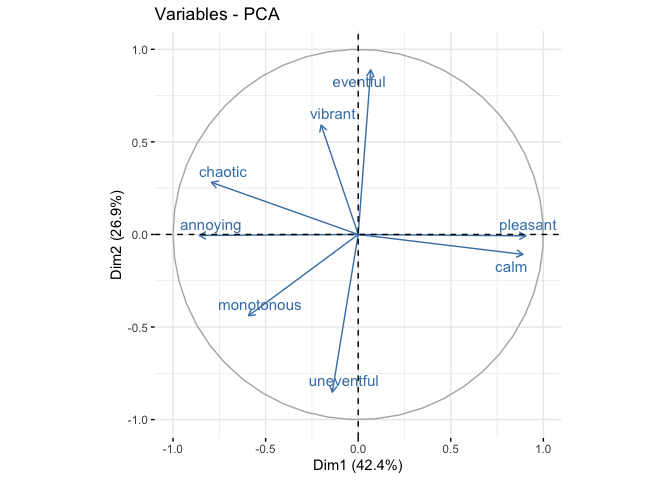 Variables - PCA
1.0
eventful
vibrant
0.5
chaotic
annoying
pleasant
0.0
calm
monotonous
-0.5
uneventful
-1.0
-1.0 -0.5 0.0 0.5 1.0
Dim1 (42.4%)
Dim2 (26.9%)